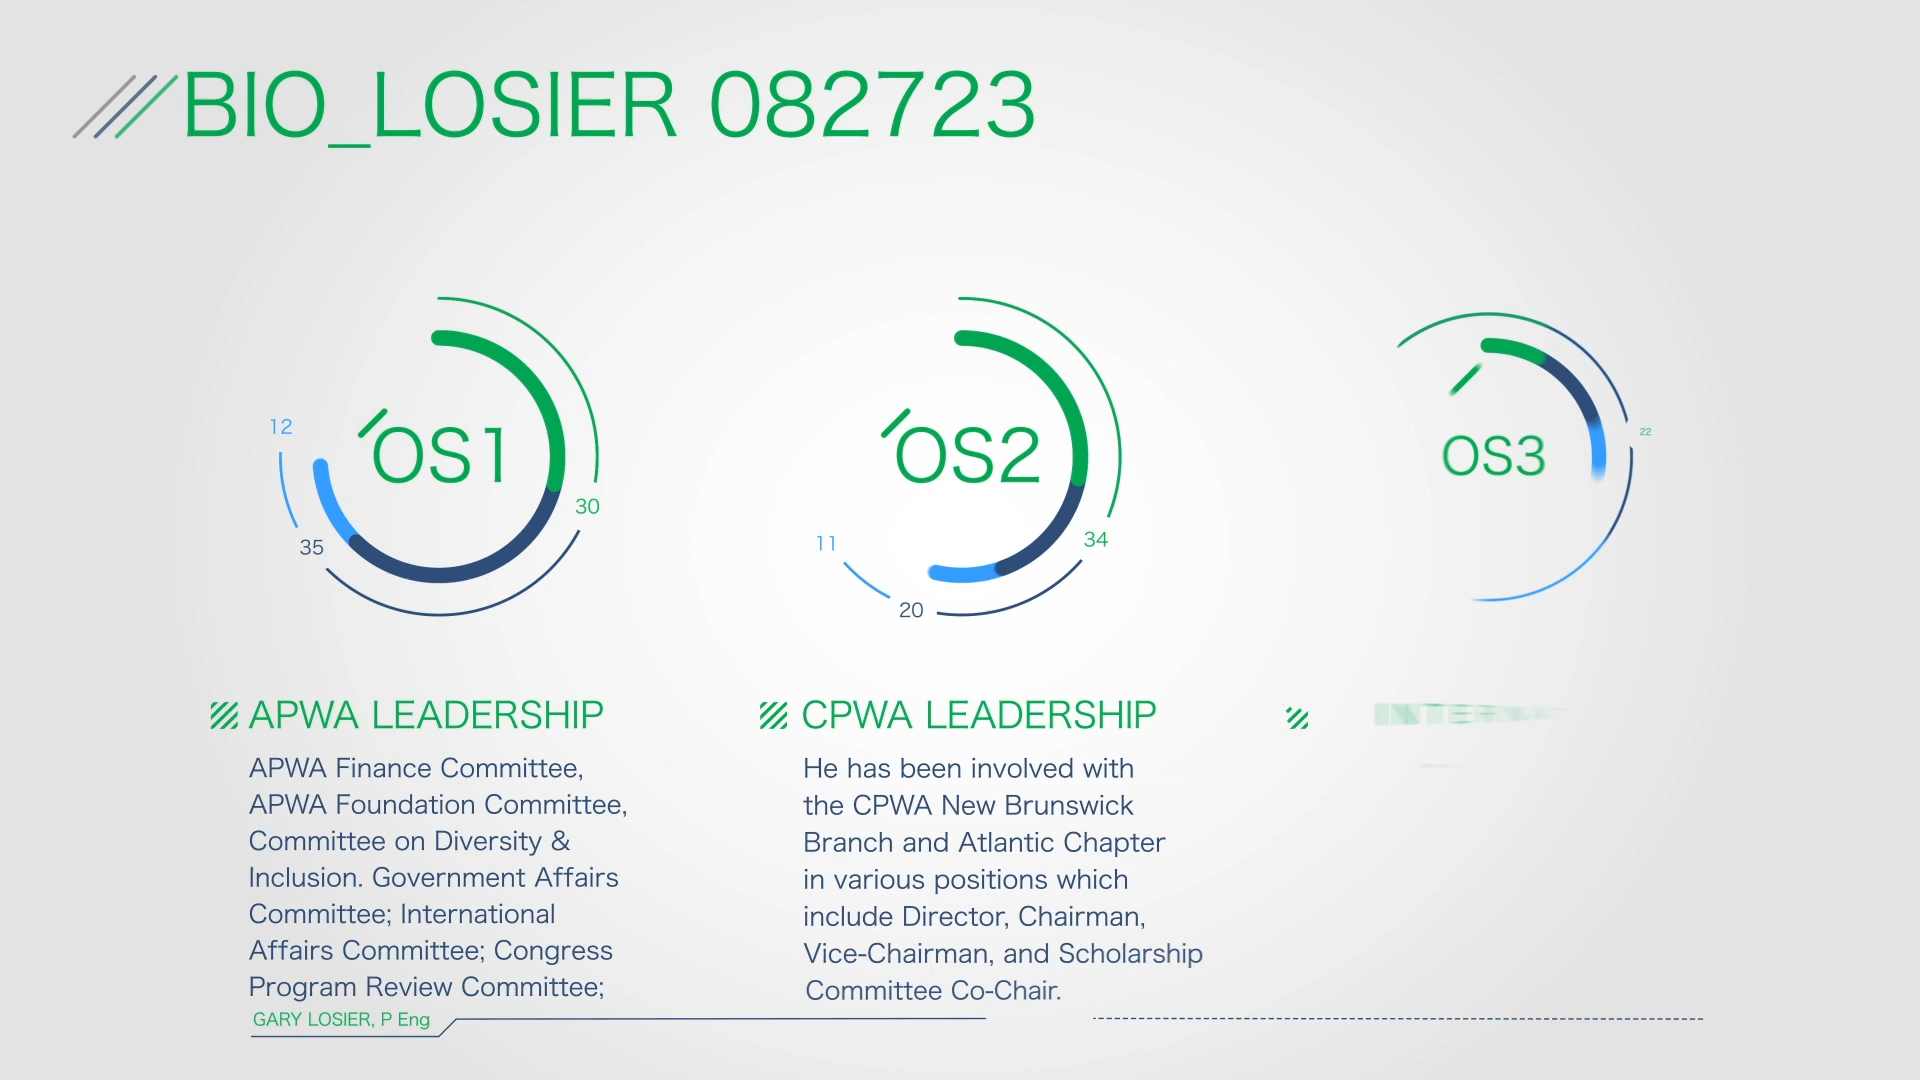 BIO_LOSIER 082723
12
OS1
30
35
OS2
11
34
20
22
OS3
APWA LEADERSHIP
APWA Finance Committee,
APWA Foundation Committee,
Committee on Diversity &
Inclusion. Government Affairs
Committee; International
Affairs Committee; Congress
Program Review Committee;
CPWA LEADERSHIP
He has been involved with
the CPWA New Brunswick
Branch and Atlantic Chapter
in various positions which
include Director, Chairman,
Vice-Chairman, and Scholarship
Committee Co-Chair.
GARY LOSIER, P Eng